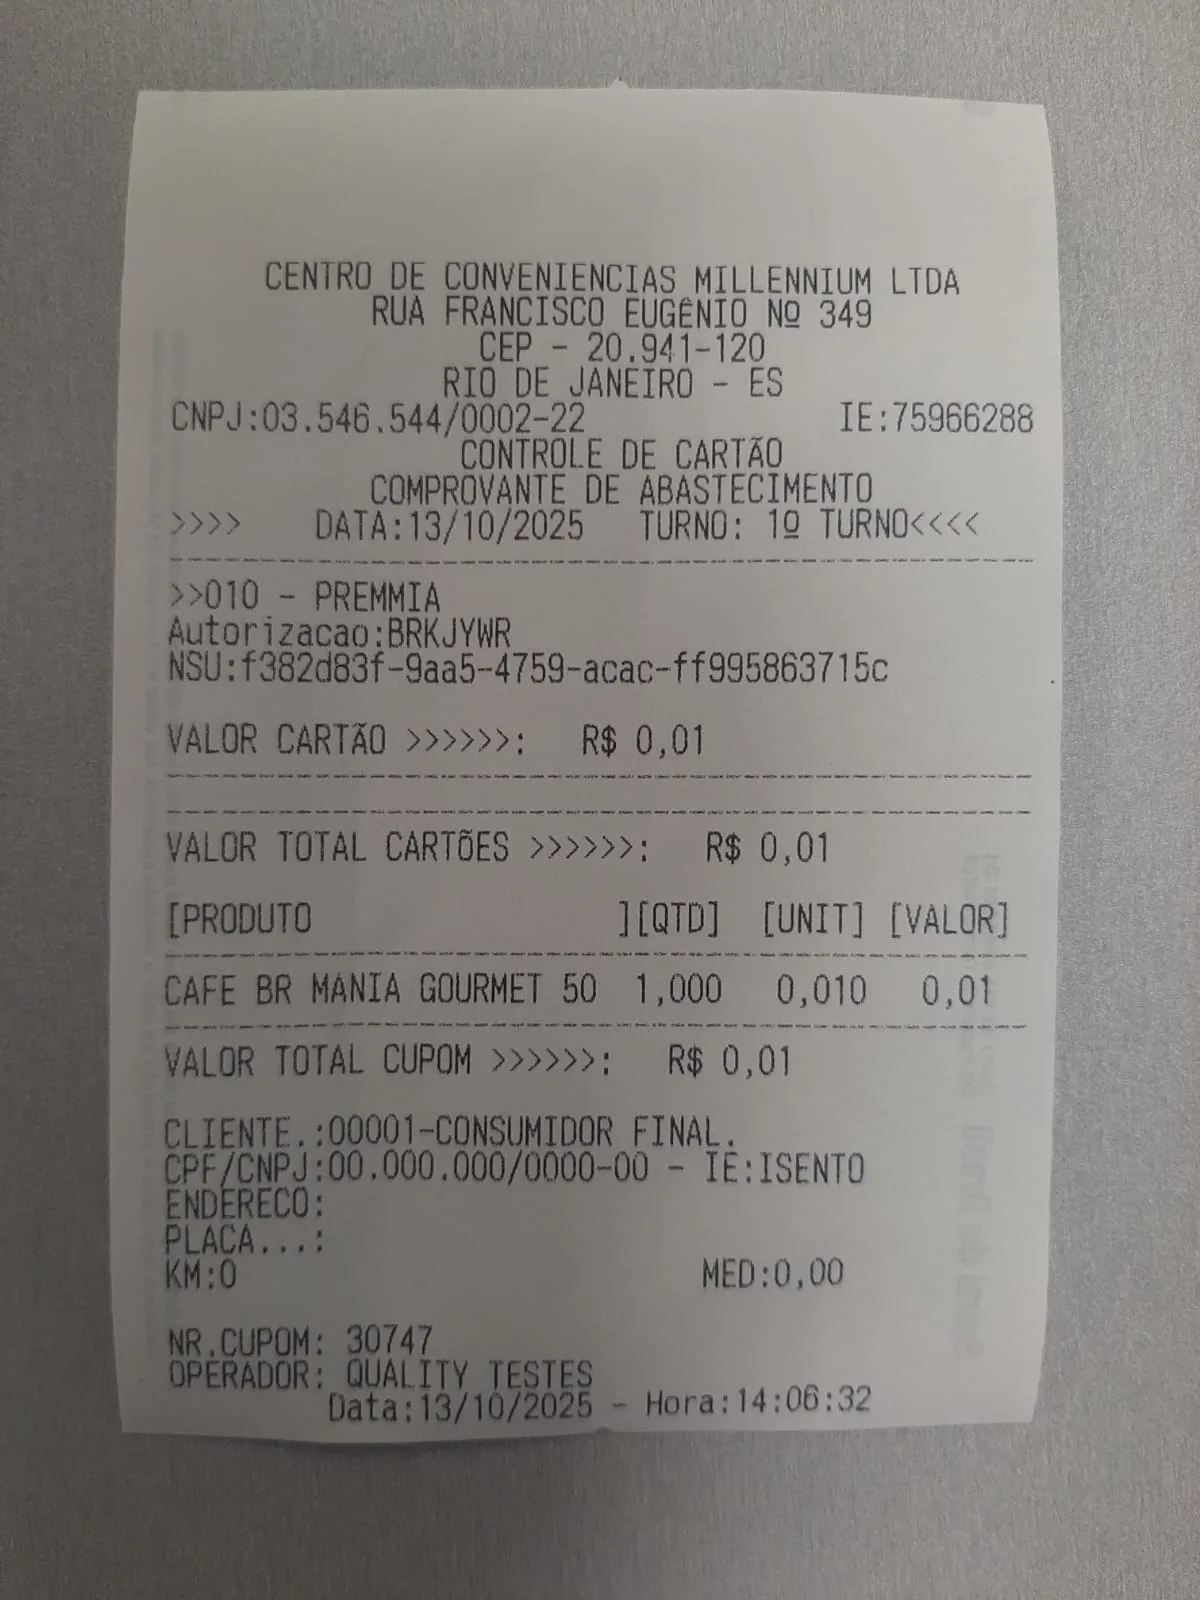 CENTRO DE CONVENIENCIAS MILLENNIUM LTDA
RUA FRANCISCO EUGÊNIO Nº 349
CEP - 20.941-120
RIO DE JANEIRO - ES
CNPJ:03.546.544/0002-22 IE:75966288
CONTROLE DE CARTÃO
COMPROVANTE DE ABASTECIMENTO
>>>> DATA:13/10/2025 TURNO: 1º TURNO<<<<
>>010 - PREMMIA
Autorizacao:BRKJYWR
NSU:f382d83f-9aa5-4759-acac-ff995863715c
VALOR CARTÃO >>>>>>: R$ 0,01
VALOR TOTAL CARTÕES >>>>>>: R$ 0,01
[PRODUTO ][QTD] [UNIT] [VALOR]
CAFE BR MANIA GOURMET 50 1,000 0,010 0,01
VALOR TOTAL CUPOM >>>>>>: R$ 0,01
CLIENTE.:00001-CONSUMIDOR FINAL.
CPF/CNPJ:00.000.000/0000-00 - IE:ISENTO
ENDERECO:
PLACA...:
KM:0 MED:0,00
NR.CUPOM: 30747
OPERADOR: QUALITY TESTES
Data:13/10/2025 - Hora:14:06:32